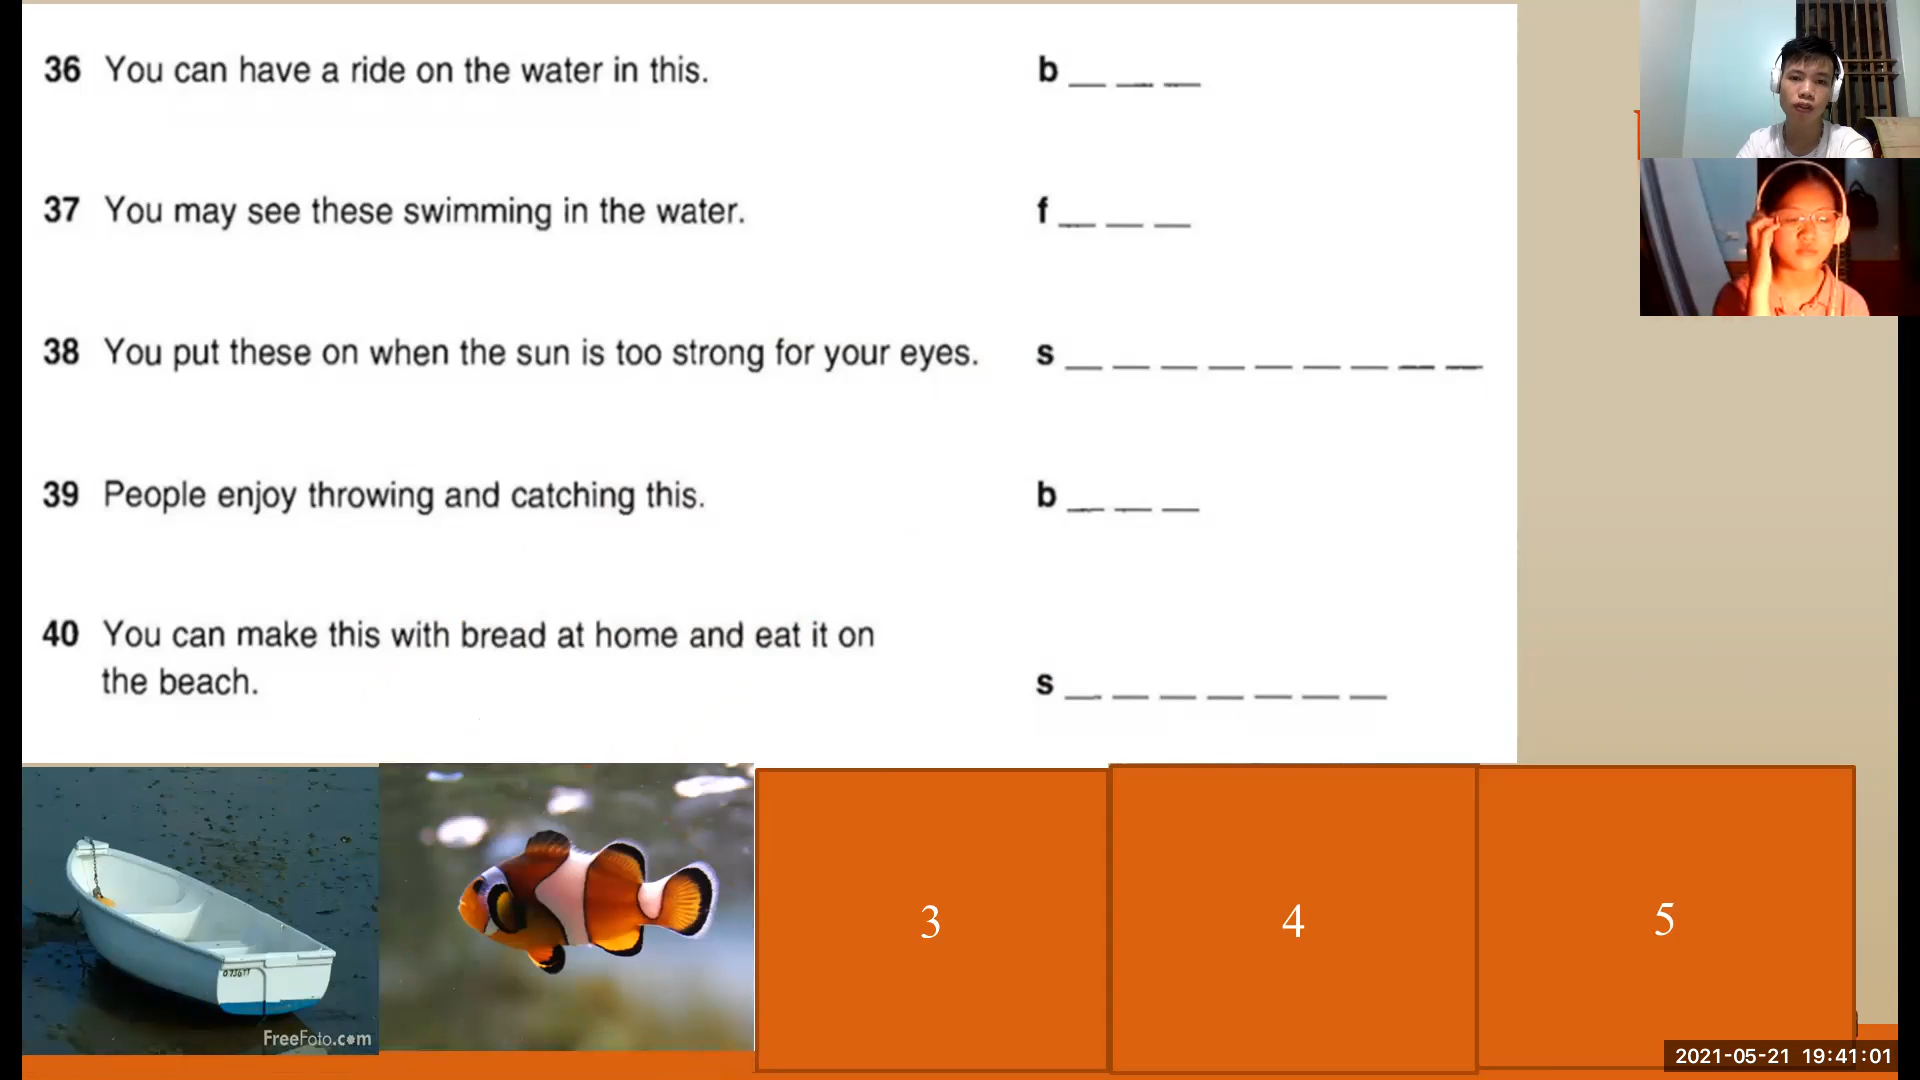 36 You can have a ride on the water in this. b _ _ _
37 You may see these swimming in the water. f _ _ _
38 You put these on when the sun is too strong for your eyes. s _ _ _ _ _ _ _ _ _
39 People enjoy throwing and catching this. b _ _ _
40 You can make this with bread at home and eat it on
the beach. s _ _ _ _ _ _ _
3
4
5
FreeFoto.com
2021-05-21 19:41:01